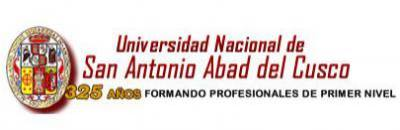 Universidad Nacional de
San Antonio Abad del Cusco
325 AÑOS FORMANDO PROFESIONALES DE PRIMER NIVEL